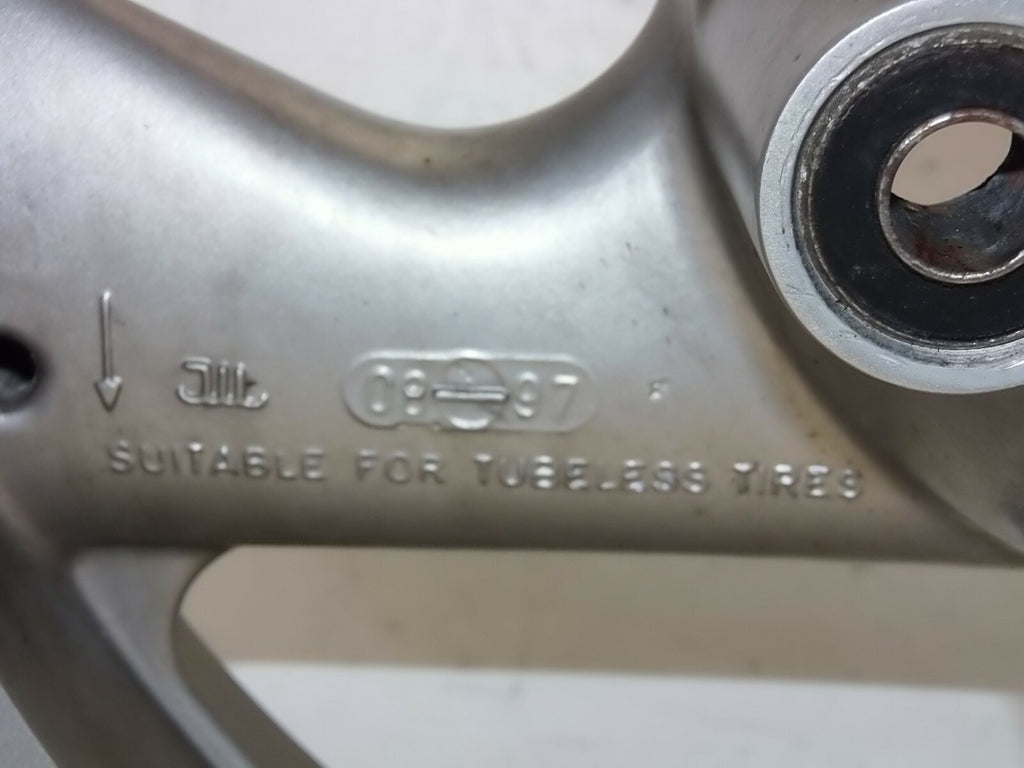 08 97
SUITABLE FOR TUBELESS TIRES